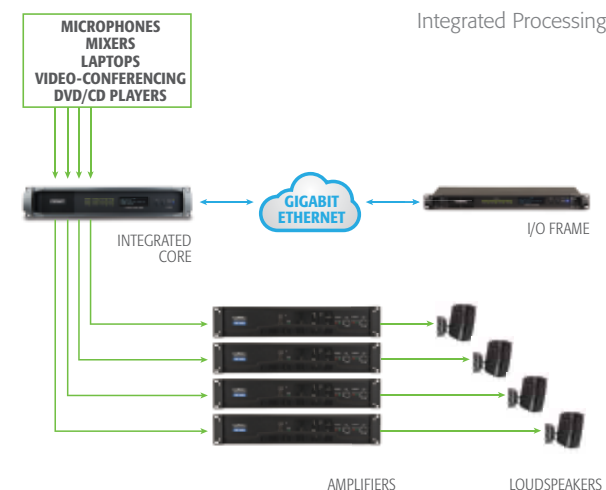 Integrated Processing
MICROPHONES
MIXERS
LAPTOPS
VIDEO-CONFERENCING
DVD/CD PLAYERS
GIGABIT
ETHERNET
INTEGRATED
CORE
I/O FRAME
AMPLIFIERS
LOUDSPEAKERS